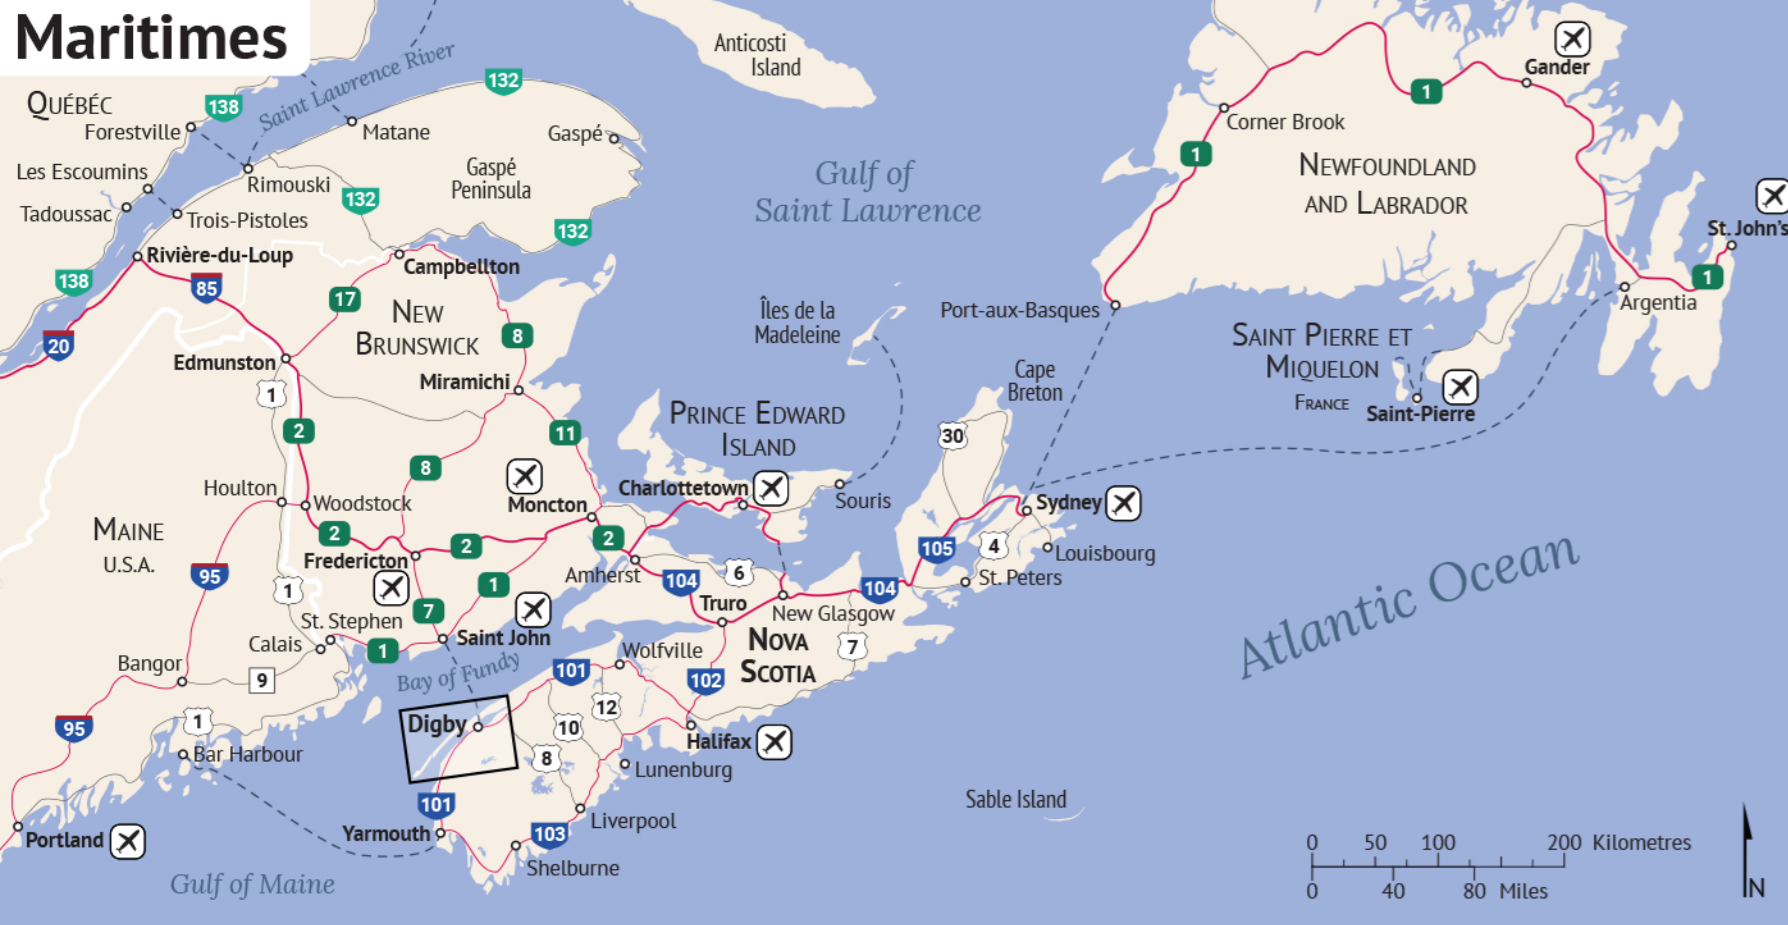 Maritimes
Anticosti
Island
Gander
Saint Lawrence River
132
1
QUÉBÉC
138
Forestville
Matane
Gaspé
Corner Brook
1
Les Escoumins
Gaspé
Peninsula
Gulf of
Saint Lawrence
NEWFOUNDLAND
AND LABRADOR
Rimouski
132
Tadoussac
Trois-Pistoles
132
St. John's
Rivière-du-Loup
Campbellton
138
85
17
1
Port-aux-Basques
Argentia
Îles de la
Madeleine
NEW
BRUNSWICK
8
SAINT PIERRE ET
MIQUELON
FRANCE
20
Edmunston
Miramichi
Cape
Breton
1
Saint-Pierre
2
11
PRINCE EDWARD
ISLAND
30
8
Houlton
Woodstock
Moncton
Charlottetown
Souris
Sydney
MAINE
U.S.A.
2
2
2
105
4
Louisbourg
Fredericton
Amherst
95
1
1
104
6
104
St. Peters
7
Truro
New Glasgow
St. Stephen
Saint John
Calais
1
NOVA
SCOTIA
7
Bangor
9
Bay of Fundy
101
Wolfville
102
Atlantic Ocean
95
1
Digby
12
10
8
Halifax
Bar Harbour
Lunenburg
101
Sable Island
Portland
Yarmouth
103
Liverpool
Shelburne
Gulf of Maine
0 50 100 200 Kilometres
0 40 80 Miles
N